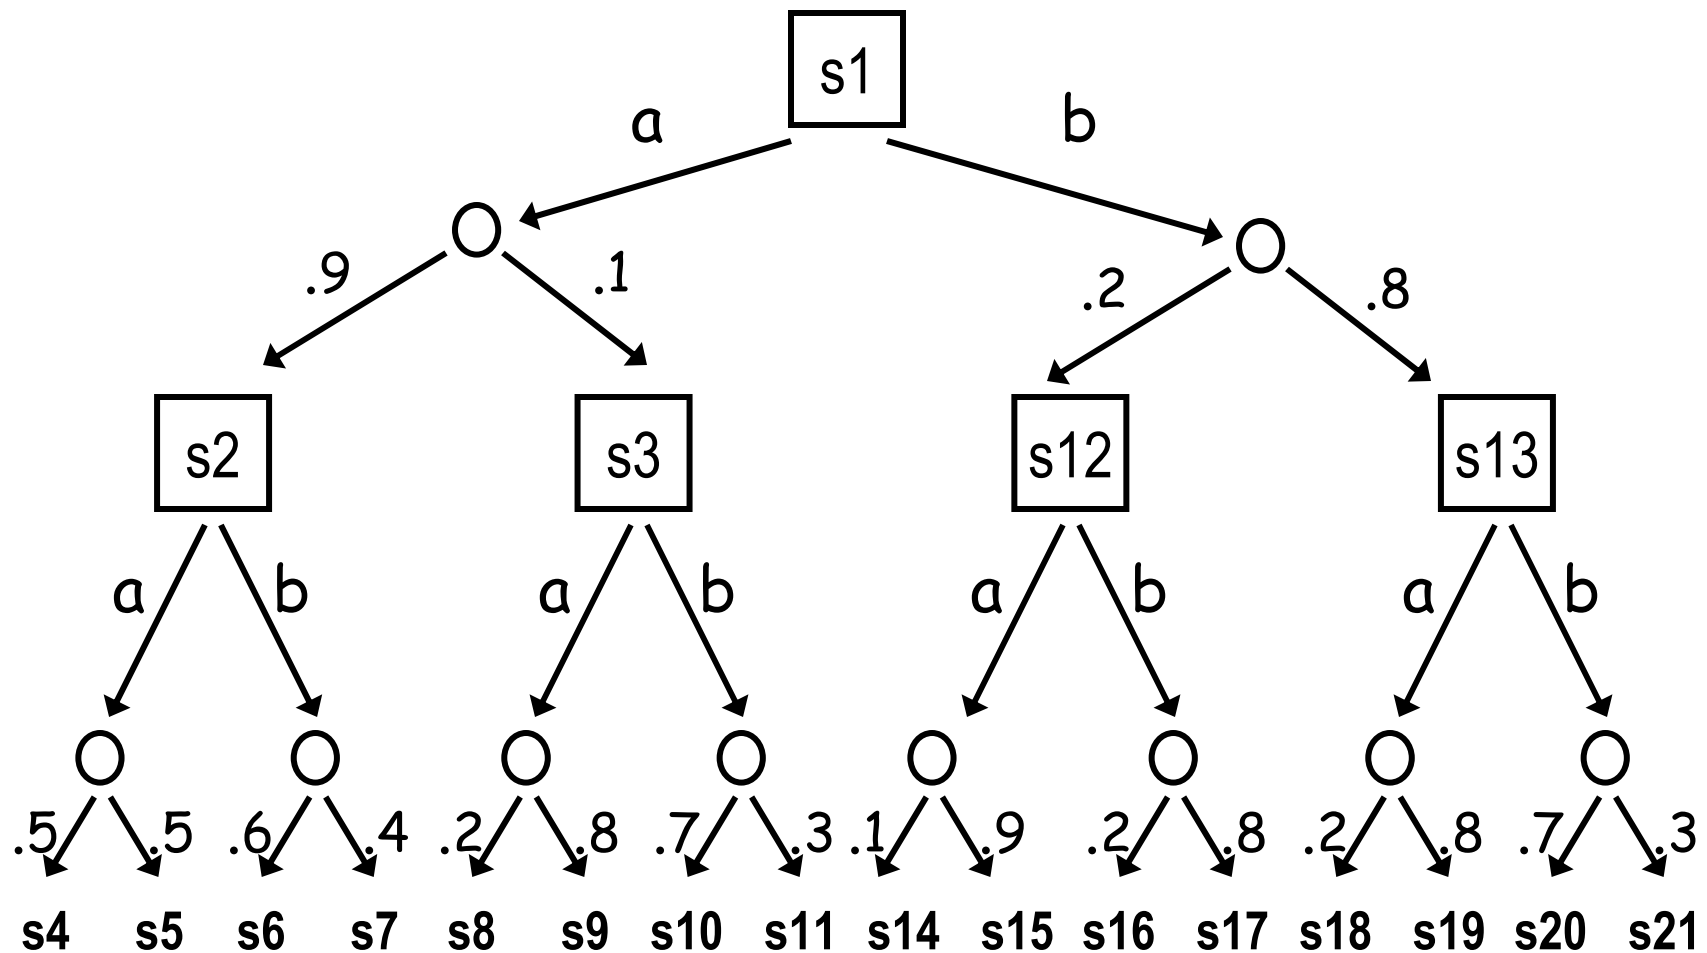 s1
a b
.9 .1 .2 .8
s2 s3 s12 s13
a b a b a b a b
.5 .5 .6 .4 .2 .8 .7 .3 .1 .9 .2 .8 .2 .8 .7 .3
s4 s5 s6 s7 s8 s9 s10 s11 s14 s15 s16 s17 s18 s19 s20 s21